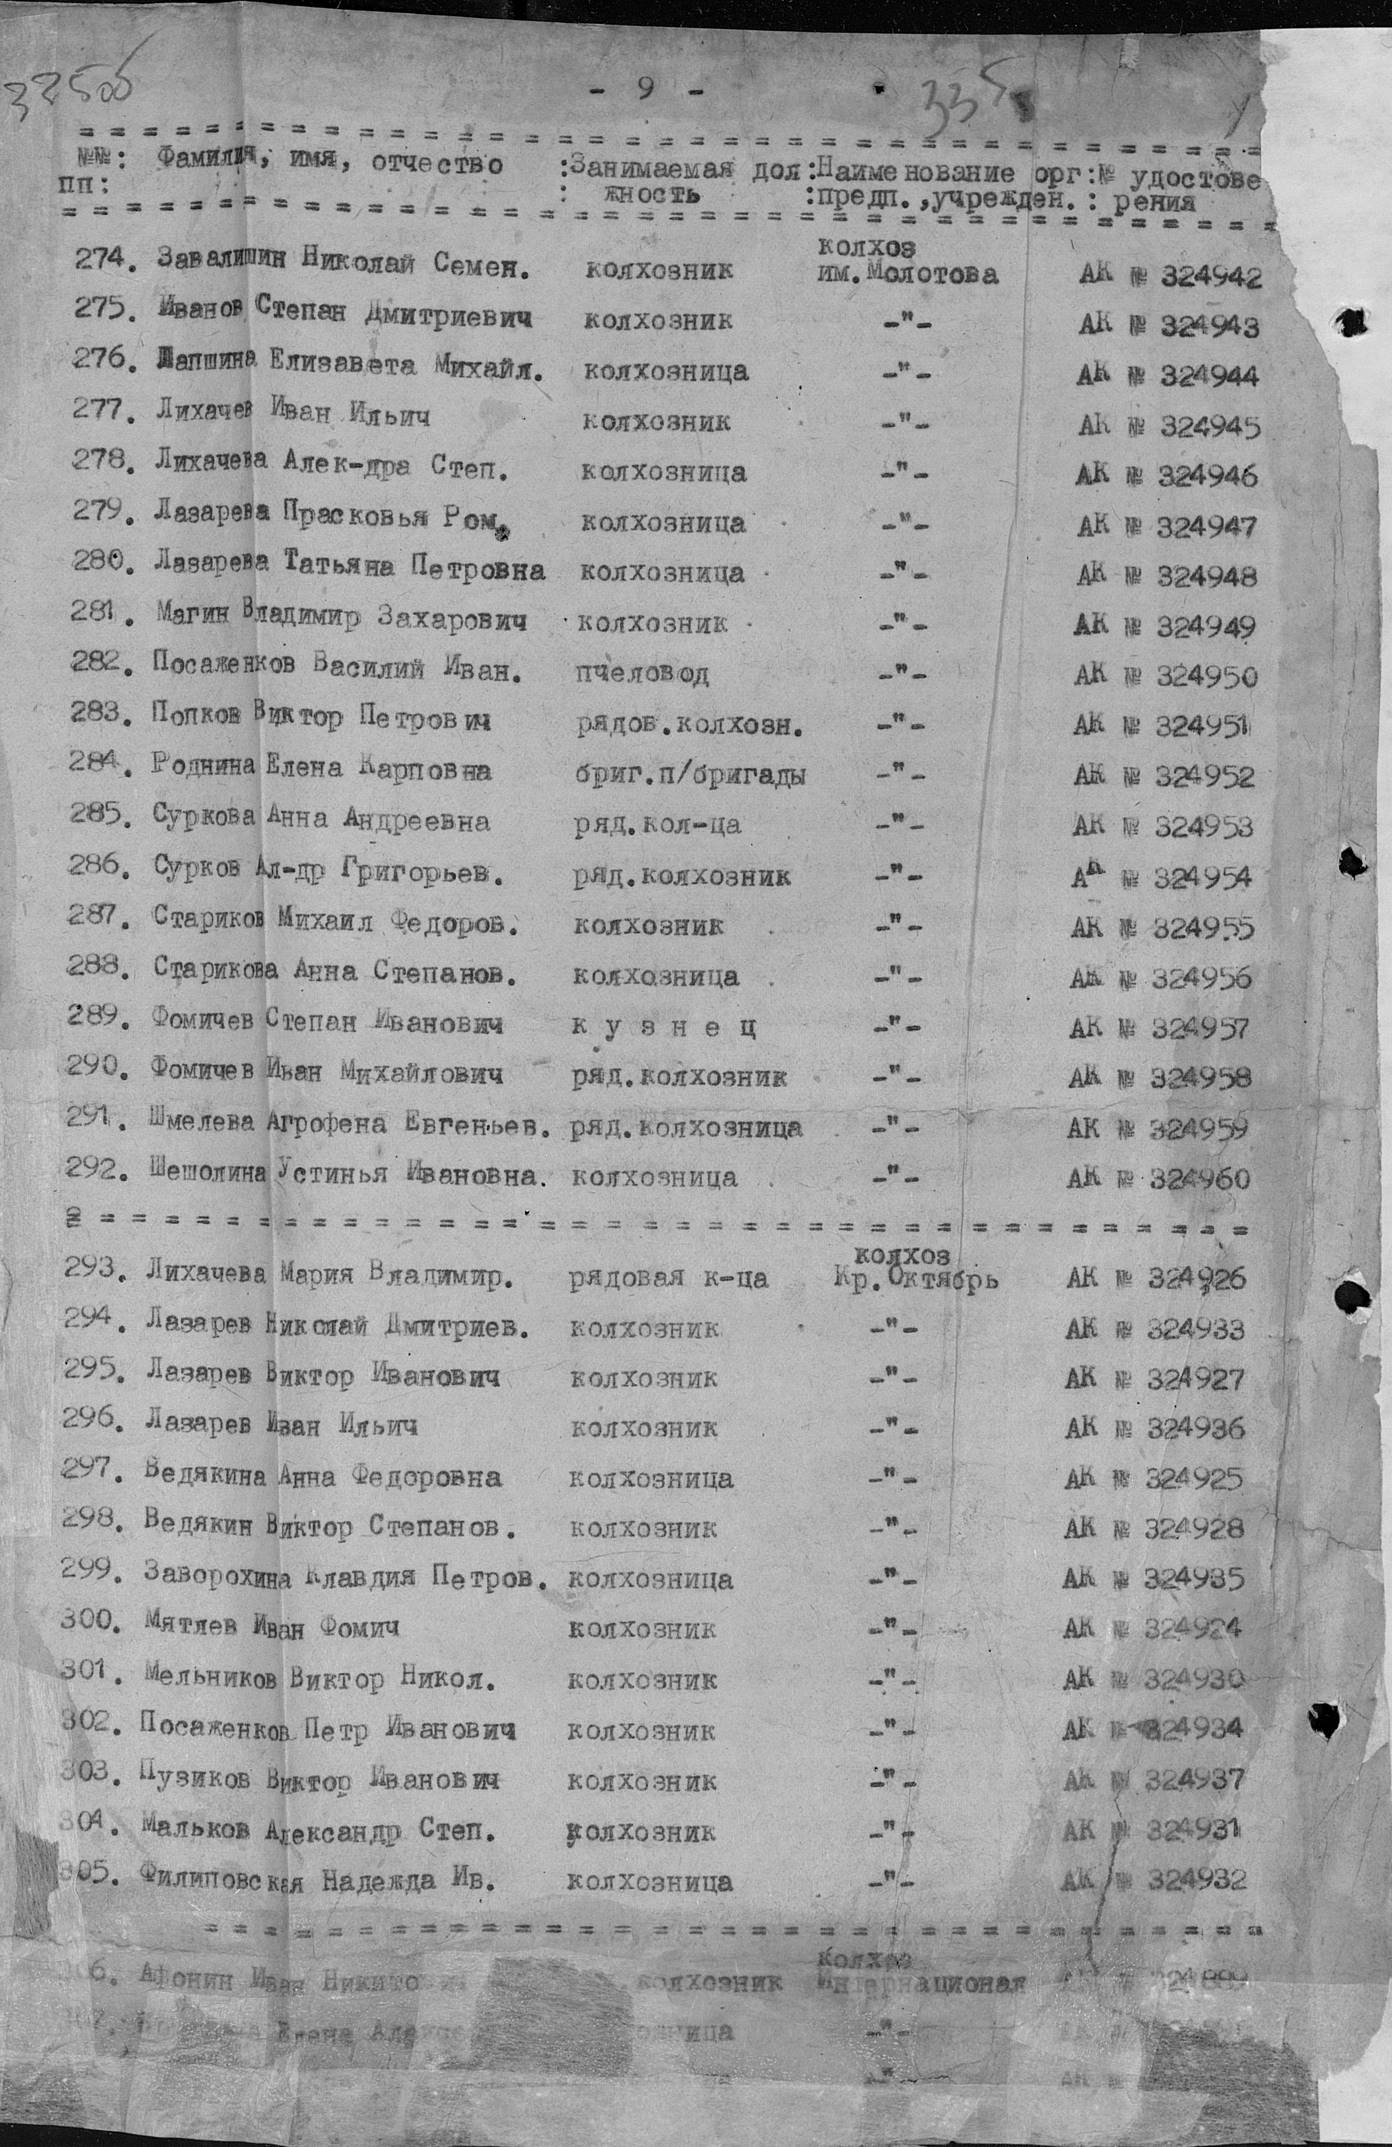 325об
- 9 -
335
№№: Фамилия, имя, отчество :Занимаемая дол:Наименование орг:№ удостове
пп: : жность :предп.,учрежден. : рения
колхоз
274. Завалишин Николай Семен. колхозник им.Молотова АК № 324942
275. Иванов Степан Дмитриевич колхозник -"- АК № 324943
276. Лапшина Елизавета Михайл. колхозница -"- АК № 324944
277. Лихачев Иван Ильич колхозник -"- АК № 324945
278. Лихачева Алек-дра Степ. колхозница -"- АК № 324946
279. Лазарева Прасковья Ром. колхозница -"- АК № 324947
280. Лазарева Татьяна Петровна колхозница -"- АК № 324948
281. Магин Владимир Захарович колхозник -"- АК № 324949
282. Посаженков Василий Иван. пчеловод -"- АК № 324950
283. Попков Виктор Петрович рядов.колхозн. -"- АК № 324951
284. Роднина Елена Карповна бриг.п/бригады -"- АК № 324952
285. Суркова Анна Андреевна ряд.кол-ца -"- АК № 324953
286. Сурков Ал-др Григорьев. ряд.колхозник -"- АК № 324954
287. Стариков Михаил Федоров. колхозник -"- АК № 324955
288. Старикова Анна Степанов. колхозница -"- АК № 324956
289. Фомичев Степан Иванович к у з н е ц -"- АК № 324957
290. Фомичев Иван Михайлович ряд.колхозник -"- АК № 324958
291. Шмелева Агрофена Евгеньев. ряд.колхозница -"- АК № 324959
292. Шешолина Устинья Ивановна. колхозница -"- АК № 324960
колхоз
293. Лихачева Мария Владимир. рядовая к-ца Кр.Октябрь АК № 324926
294. Лазарев Николай Дмитриев. колхозник -"- АК № 324933
295. Лазарев Виктор Иванович колхозник -"- АК № 324927
296. Лазарев Иван Ильич колхозник -"- АК № 324936
297. Ведякина Анна Федоровна колхозница -"- АК № 324925
298. Ведякин Виктор Степанов. колхозник -"- АК № 324928
299. Заворохина Клавдия Петров. колхозница -"- АК № 324935
300. Мятлев Иван Фомич колхозник -"- АК № 324924
301. Мельников Виктор Никол. колхозник -"- АК № 324930
302. Посаженков Петр Иванович колхозник -"- АК № 324934
303. Пузиков Виктор Иванович колхозник -"- АК № 324937
304. Мальков Александр Степ. колхозник -"- АК № 324931
305. Филиповская Надежда Ив. колхозница -"- АК № 324932
колхоз
Афонин Иван колхозник Интернационал
Елена -"-
-"- АК